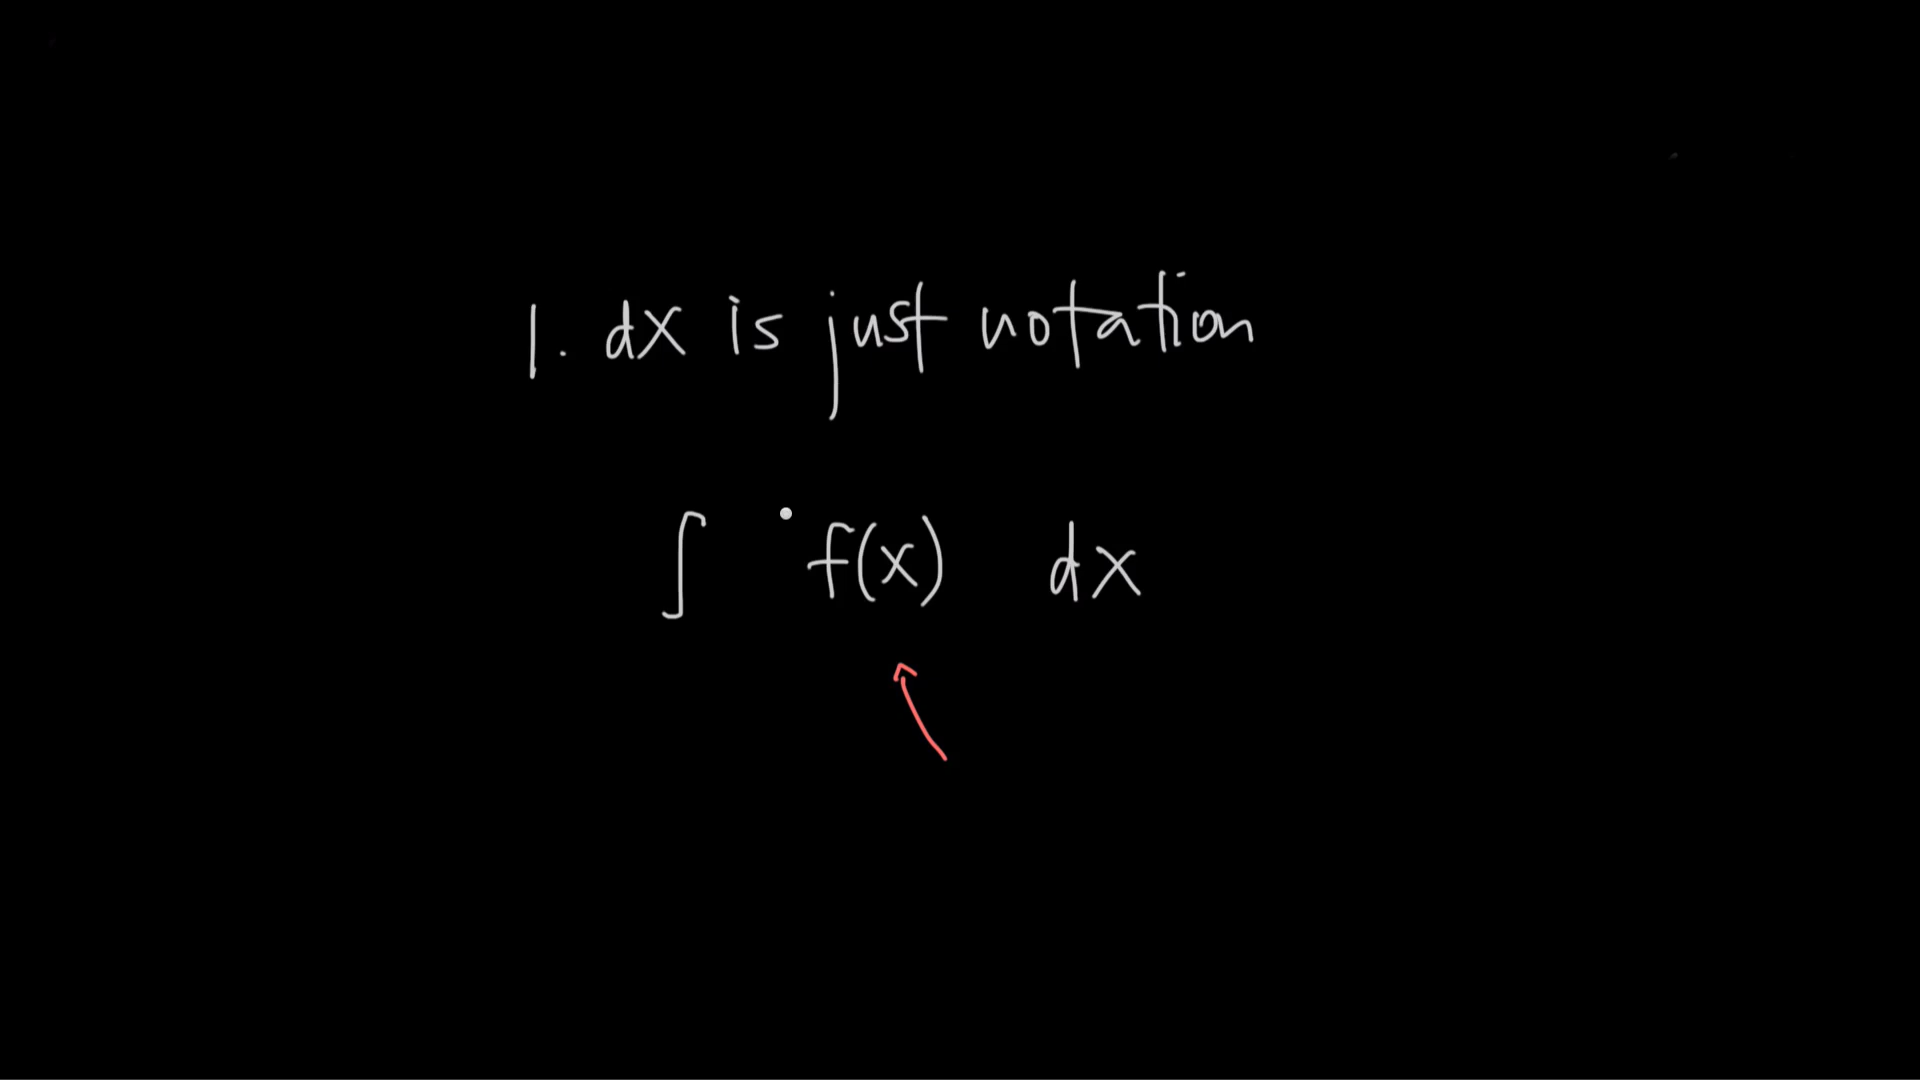 1. dx is just notation
∫ f(x) dx